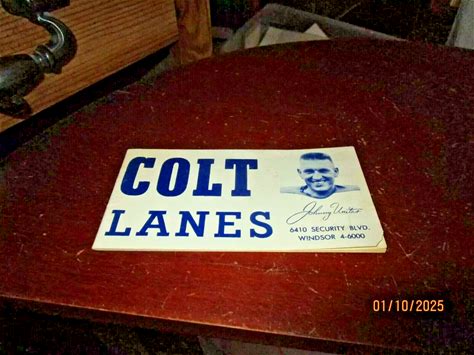 COLT
LANES
Johnny Unitas
6410 SECURITY BLVD.
WINDSOR 4-6000
01/10/2025